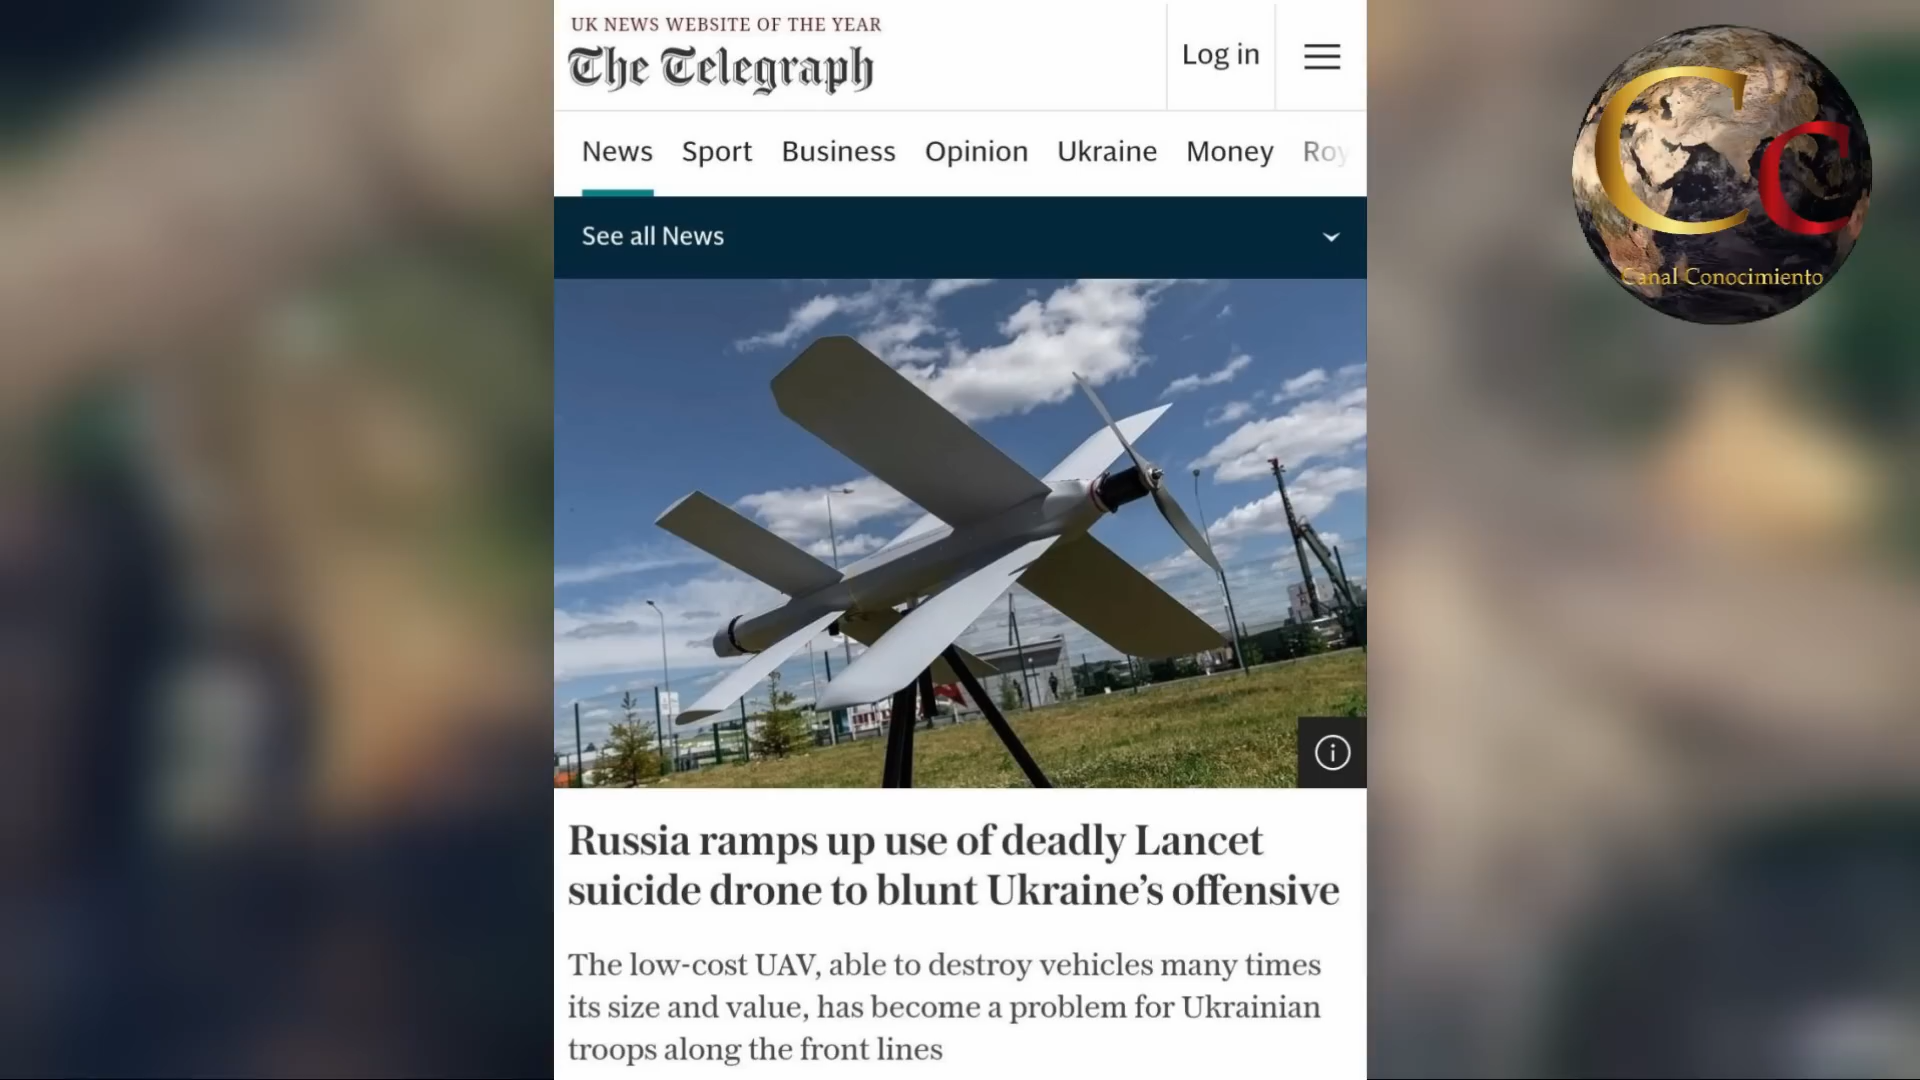 UK NEWS WEBSITE OF THE YEAR
The Telegraph
Log in
News Sport Business Opinion Ukraine Money Roy
See all News
C c
Canal Conocimiento
Russia ramps up use of deadly Lancet
suicide drone to blunt Ukraine’s offensive
The low-cost UAV, able to destroy vehicles many times
its size and value, has become a problem for Ukrainian
troops along the front lines